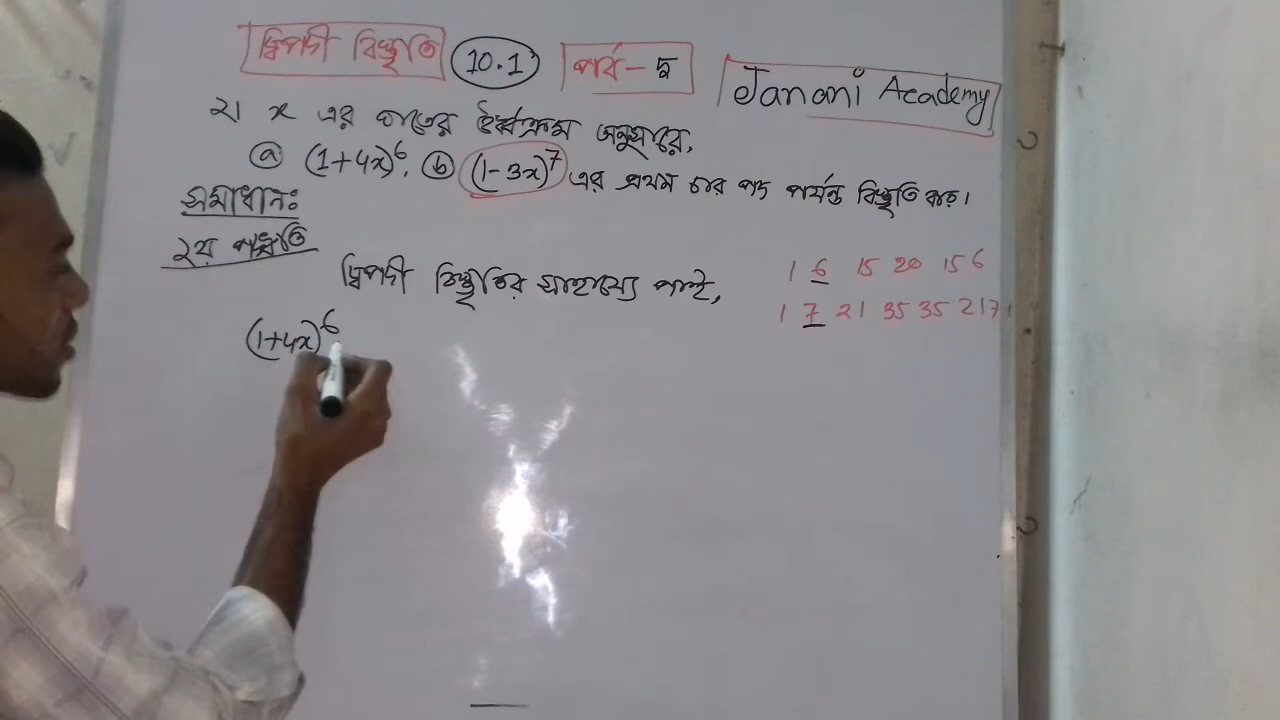 দ্বিপদী বিস্তৃতি 10.1 পর্ব - ২ Janani Academy
২। x এর ঘাতের ঊর্ধ্বক্রম অনুসারে,
ⓐ (1+4x)⁶, ⓑ (1-3x)⁷ এর প্রথম চার পদ পর্যন্ত বিস্তৃতি কর।
সমাধানঃ
২য় পদ্ধতি
দ্বিপদী বিস্তৃতির সাহায্যে পাই,
1 6 15 20 15 6
1 7 21 35 35 21 7 1
(1+4x)⁶